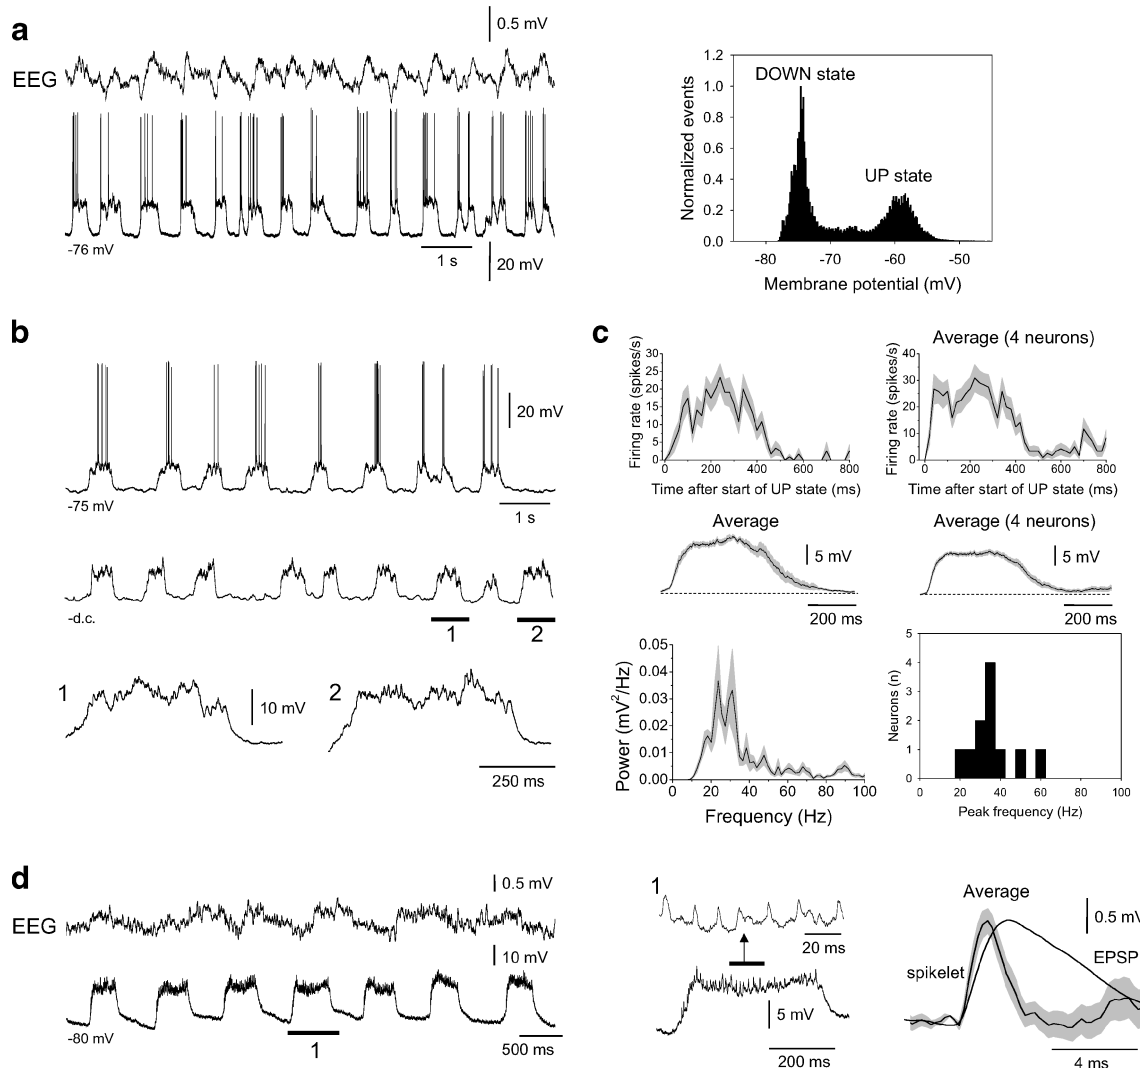 a
0.5 mV
EEG
-76 mV
1 s
20 mV
1.2
1.0
0.8
0.6
0.4
0.2
0.0
Normalized events
DOWN state
UP state
-80 -70 -60 -50
Membrane potential (mV)
b
20 mV
-75 mV
1 s
-d.c.
1 2
1
10 mV
2
250 ms
c
Firing rate (spikes/s)
30
25
20
15
10
5
0
0 200 400 600 800
Time after start of UP state (ms)
Average (4 neurons)
Firing rate (spikes/s)
40
30
20
10
0
0 200 400 600 800
Time after start of UP state (ms)
Average
5 mV
200 ms
Average (4 neurons)
5 mV
200 ms
Power (mV²/Hz)
0.05
0.04
0.03
0.02
0.01
0.00
0 20 40 60 80 100
Frequency (Hz)
Neurons (n)
5
4
3
2
1
0
0 20 40 60 80 100
Peak frequency (Hz)
d
0.5 mV
EEG
10 mV
-80 mV
1
500 ms
1
20 ms
5 mV
200 ms
Average
0.5 mV
spikelet
EPSP
4 ms